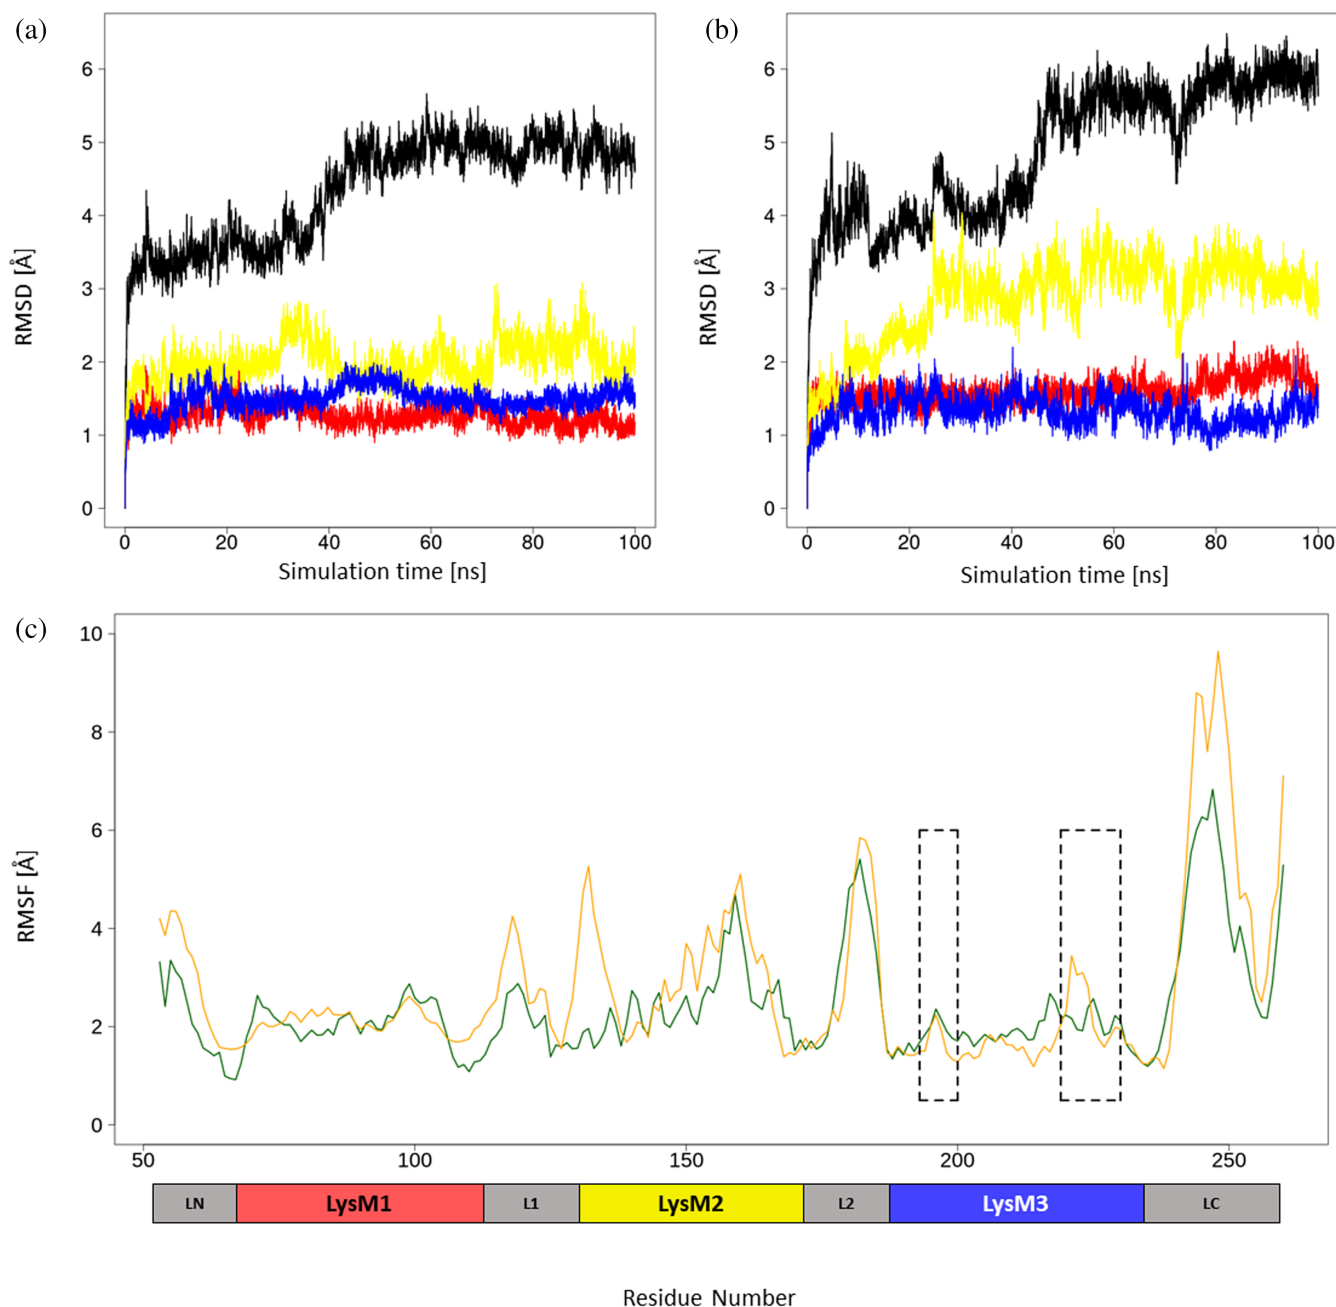 (a)
(b)
6
5
4
3
2
1
0
RMSD [Å]
0 20 40 60 80 100
Simulation time [ns]
6
5
4
3
2
1
0
RMSD [Å]
0 20 40 60 80 100
Simulation time [ns]
(c)
10
8
6
4
2
0
RMSF [Å]
50 100 150 200 250
LN LysM1 L1 LysM2 L2 LysM3 LC
Residue Number